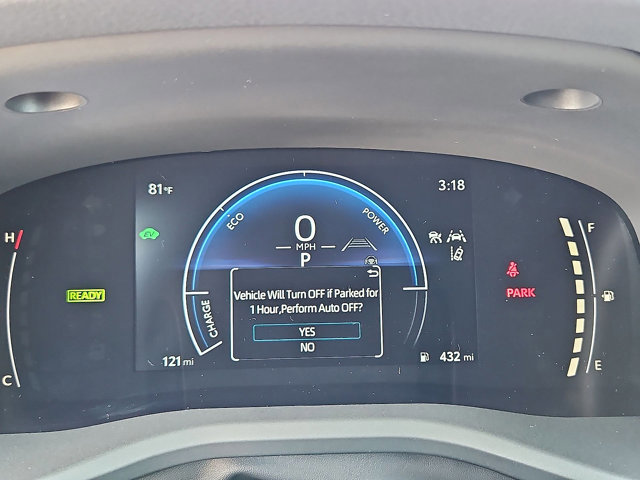 81°F
3:18
H
F
EV
ECO
POWER
0
MPH
P
READY
PARK
CHARGE
Vehicle Will Turn OFF if Parked for
1 Hour,Perform Auto OFF?
YES
NO
121 mi
432 mi
C
E